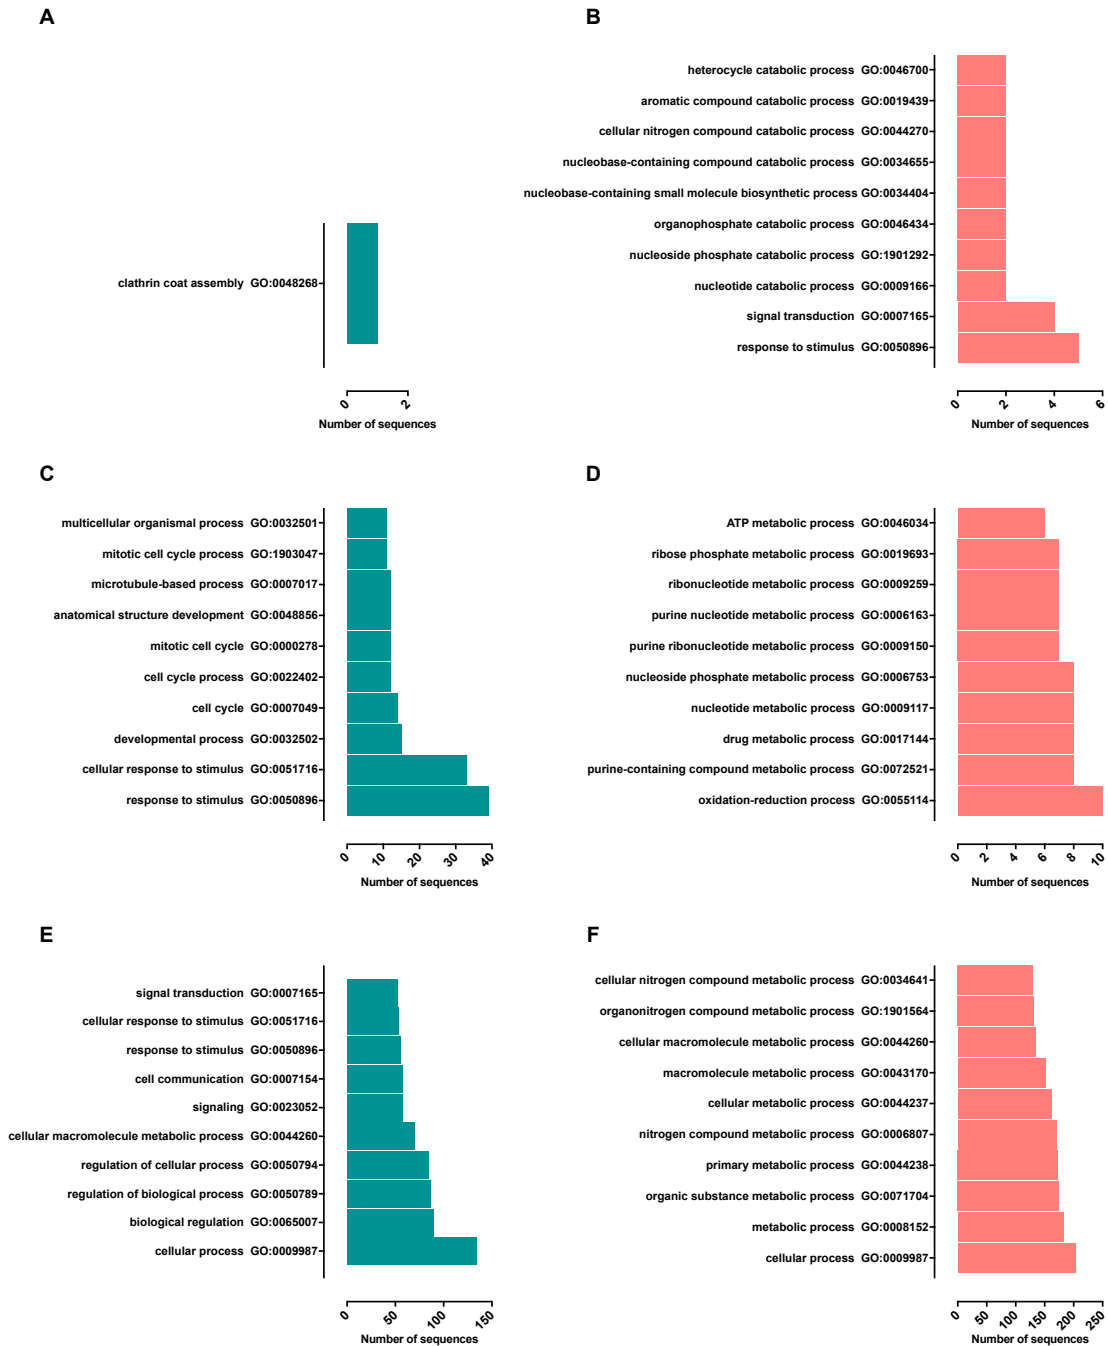 A
clathrin coat assembly GO:0048268
0 2
Number of sequences
B
heterocycle catabolic process GO:0046700
aromatic compound catabolic process GO:0019439
cellular nitrogen compound catabolic process GO:0044270
nucleobase-containing compound catabolic process GO:0034655
nucleobase-containing small molecule biosynthetic process GO:0034404
organophosphate catabolic process GO:0046434
nucleoside phosphate catabolic process GO:1901292
nucleotide catabolic process GO:0009166
signal transduction GO:0007165
response to stimulus GO:0050896
0 2 4 6
Number of sequences
C
multicellular organismal process GO:0032501
mitotic cell cycle process GO:1903047
microtubule-based process GO:0007017
anatomical structure development GO:0048856
mitotic cell cycle GO:0000278
cell cycle process GO:0022402
cell cycle GO:0007049
developmental process GO:0032502
cellular response to stimulus GO:0051716
response to stimulus GO:0050896
0 10 20 30 40
Number of sequences
D
ATP metabolic process GO:0046034
ribose phosphate metabolic process GO:0019693
ribonucleotide metabolic process GO:0009259
purine nucleotide metabolic process GO:0006163
purine ribonucleotide metabolic process GO:0009150
nucleoside phosphate metabolic process GO:0006753
nucleotide metabolic process GO:0009117
drug metabolic process GO:0017144
purine-containing compound metabolic process GO:0072521
oxidation-reduction process GO:0055114
0 2 4 6 8 10
Number of sequences
E
signal transduction GO:0007165
cellular response to stimulus GO:0051716
response to stimulus GO:0050896
cell communication GO:0007154
signaling GO:0023052
cellular macromolecule metabolic process GO:0044260
regulation of cellular process GO:0050794
regulation of biological process GO:0050789
biological regulation GO:0065007
cellular process GO:0009987
0 50 100 150
Number of sequences
F
cellular nitrogen compound metabolic process GO:0034641
organonitrogen compound metabolic process GO:1901564
cellular macromolecule metabolic process GO:0044260
macromolecule metabolic process GO:0043170
cellular metabolic process GO:0044237
nitrogen compound metabolic process GO:0006807
primary metabolic process GO:0044238
organic substance metabolic process GO:0071704
metabolic process GO:0008152
cellular process GO:0009987
0 50 100 150 200 250
Number of sequences